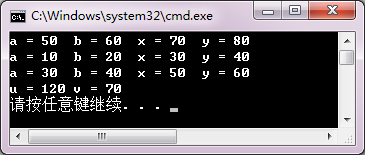 C:\Windows\system32\cmd.exe
a = 50  b = 60  x = 70  y = 80
a = 10  b = 20  x = 30  y = 40
a = 30  b = 40  x = 50  y = 60
u = 120 v = 70
请按任意键继续. . .